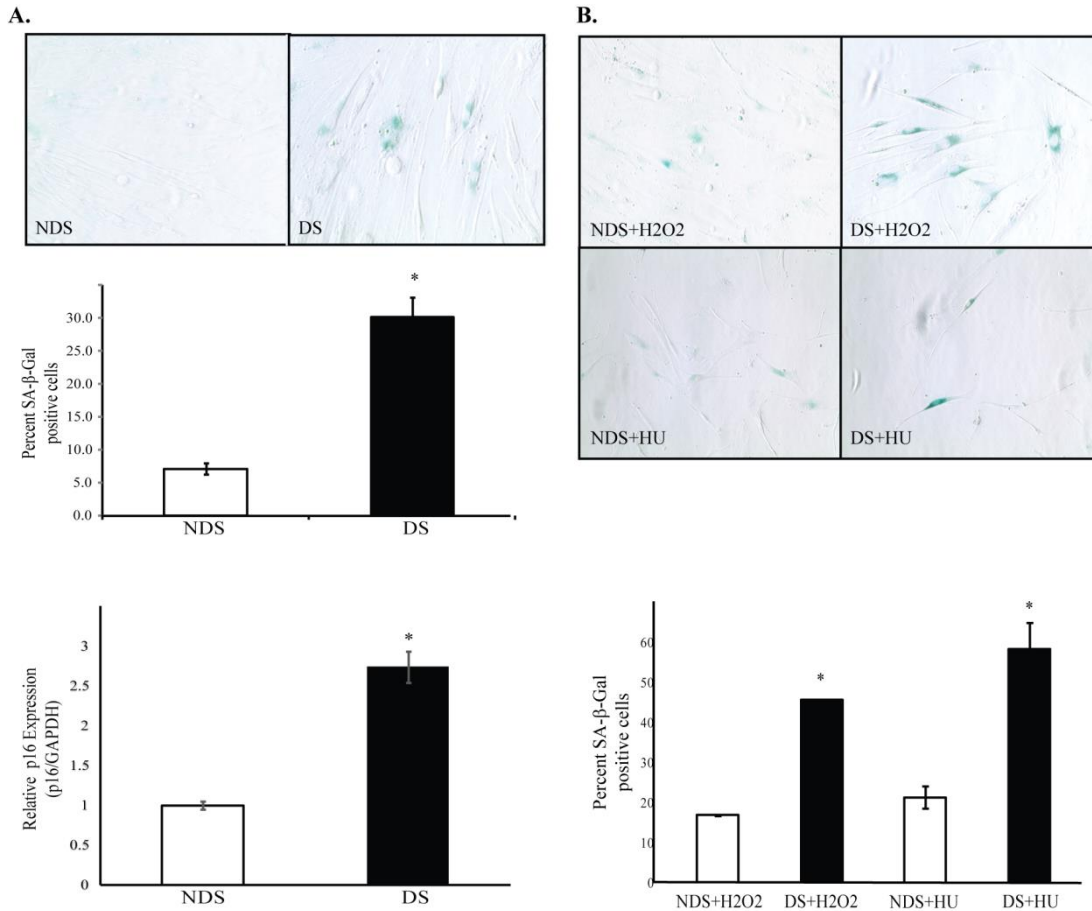 A.
NDS
DS
*
30.0
25.0
20.0
15.0
10.0
5.0
0.0
Percent SA-β-Gal
positive cells
NDS DS
*
3
2.5
2
1.5
1
0.5
0
Relative p16 Expression
(p16/GAPDH)
NDS DS
B.
NDS+H2O2
DS+H2O2
NDS+HU
DS+HU
*
*
60
50
40
30
20
10
0
Percent SA-β-Gal
positive cells
NDS+H2O2 DS+H2O2 NDS+HU DS+HU